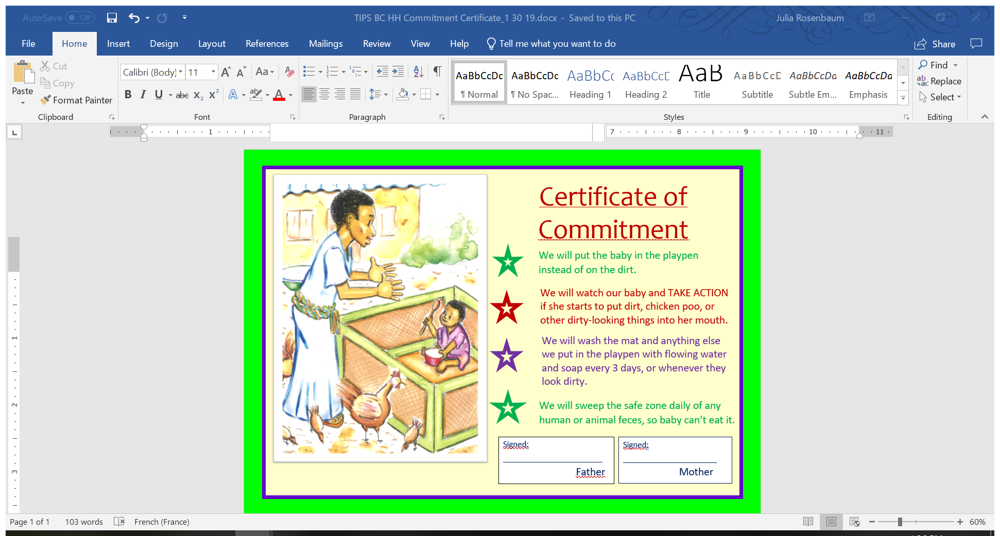 AutoSave Off
TIPS BC HH Commitment Certificate_1 30 19.docx - Saved to this PC
Julia Rosenbaum
File Home Insert Design Layout References Mailings Review View Help Tell me what you want to do
Share
Paste
Cut
Copy
Format Painter
Clipboard
Calibri (Body) 11
Font
Paragraph
AaBbCcDc AaBbCcDc AaBbCc AaBbCcD AaB AaBbCcD AaBbCcDa AaBbCcDa
¶ Normal ¶ No Spac... Heading 1 Heading 2 Title Subtitle Subtle Em... Emphasis
Styles
Find
Replace
Select
Editing
1 7 8 9 10 11
Certificate of
Commitment
We will put the baby in the playpen
instead of on the dirt.
We will watch our baby and TAKE ACTION
if she starts to put dirt, chicken poo, or
other dirty-looking things into her mouth.
We will wash the mat and anything else
we put in the playpen with flowing water
and soap every 3 days, or whenever they
look dirty.
We will sweep the safe zone daily of any
human or animal feces, so baby can’t eat it.
Signed:
Father
Signed:
Mother
1
2
3
Page 1 of 1 103 words French (France)
60%